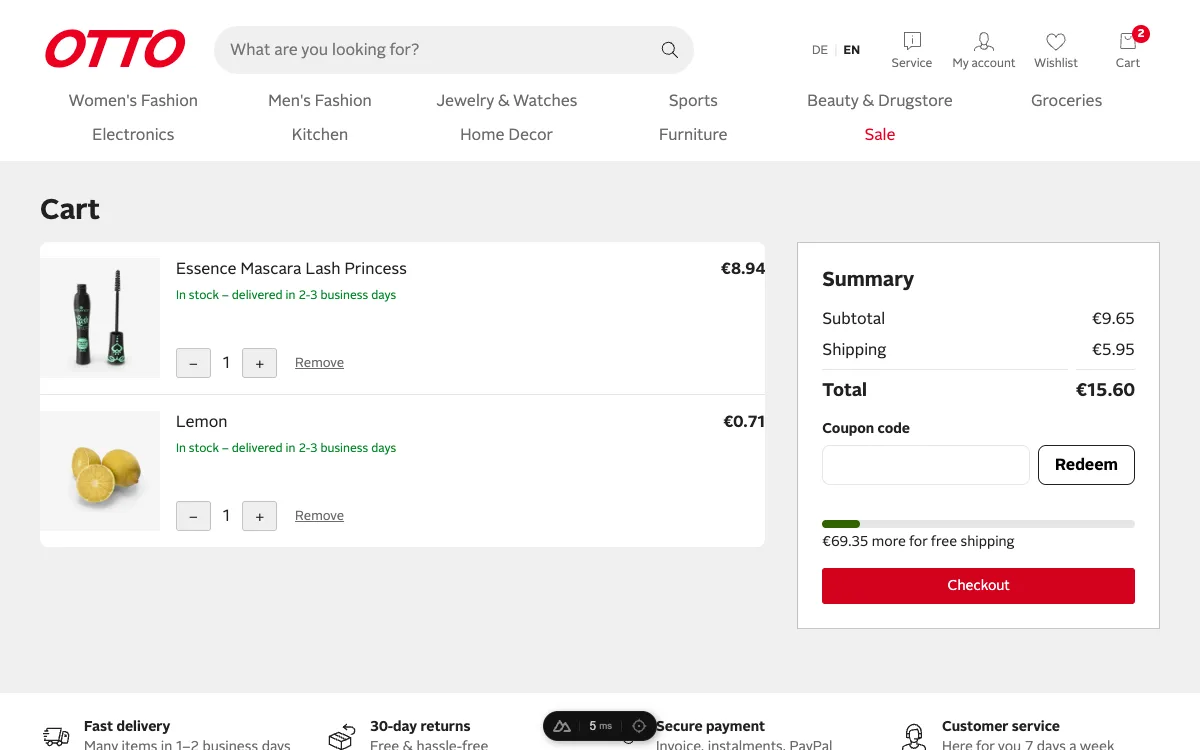 OTTO
What are you looking for?
DE | EN
Service
My account
Wishlist
2
Cart
Women's Fashion
Men's Fashion
Jewelry & Watches
Sports
Beauty & Drugstore
Groceries
Electronics
Kitchen
Home Decor
Furniture
Sale
Cart
Essence Mascara Lash Princess
€8.94
In stock – delivered in 2-3 business days
– 1 + Remove
Lemon
€0.71
In stock – delivered in 2-3 business days
– 1 + Remove
Summary
Subtotal €9.65
Shipping €5.95
Total €15.60
Coupon code
Redeem
€69.35 more for free shipping
Checkout
Fast delivery
Many items in 1–2 business days
30-day returns
Free & hassle-free
5 ms
Secure payment
Invoice, instalments, PayPal
Customer service
Here for you 7 days a week